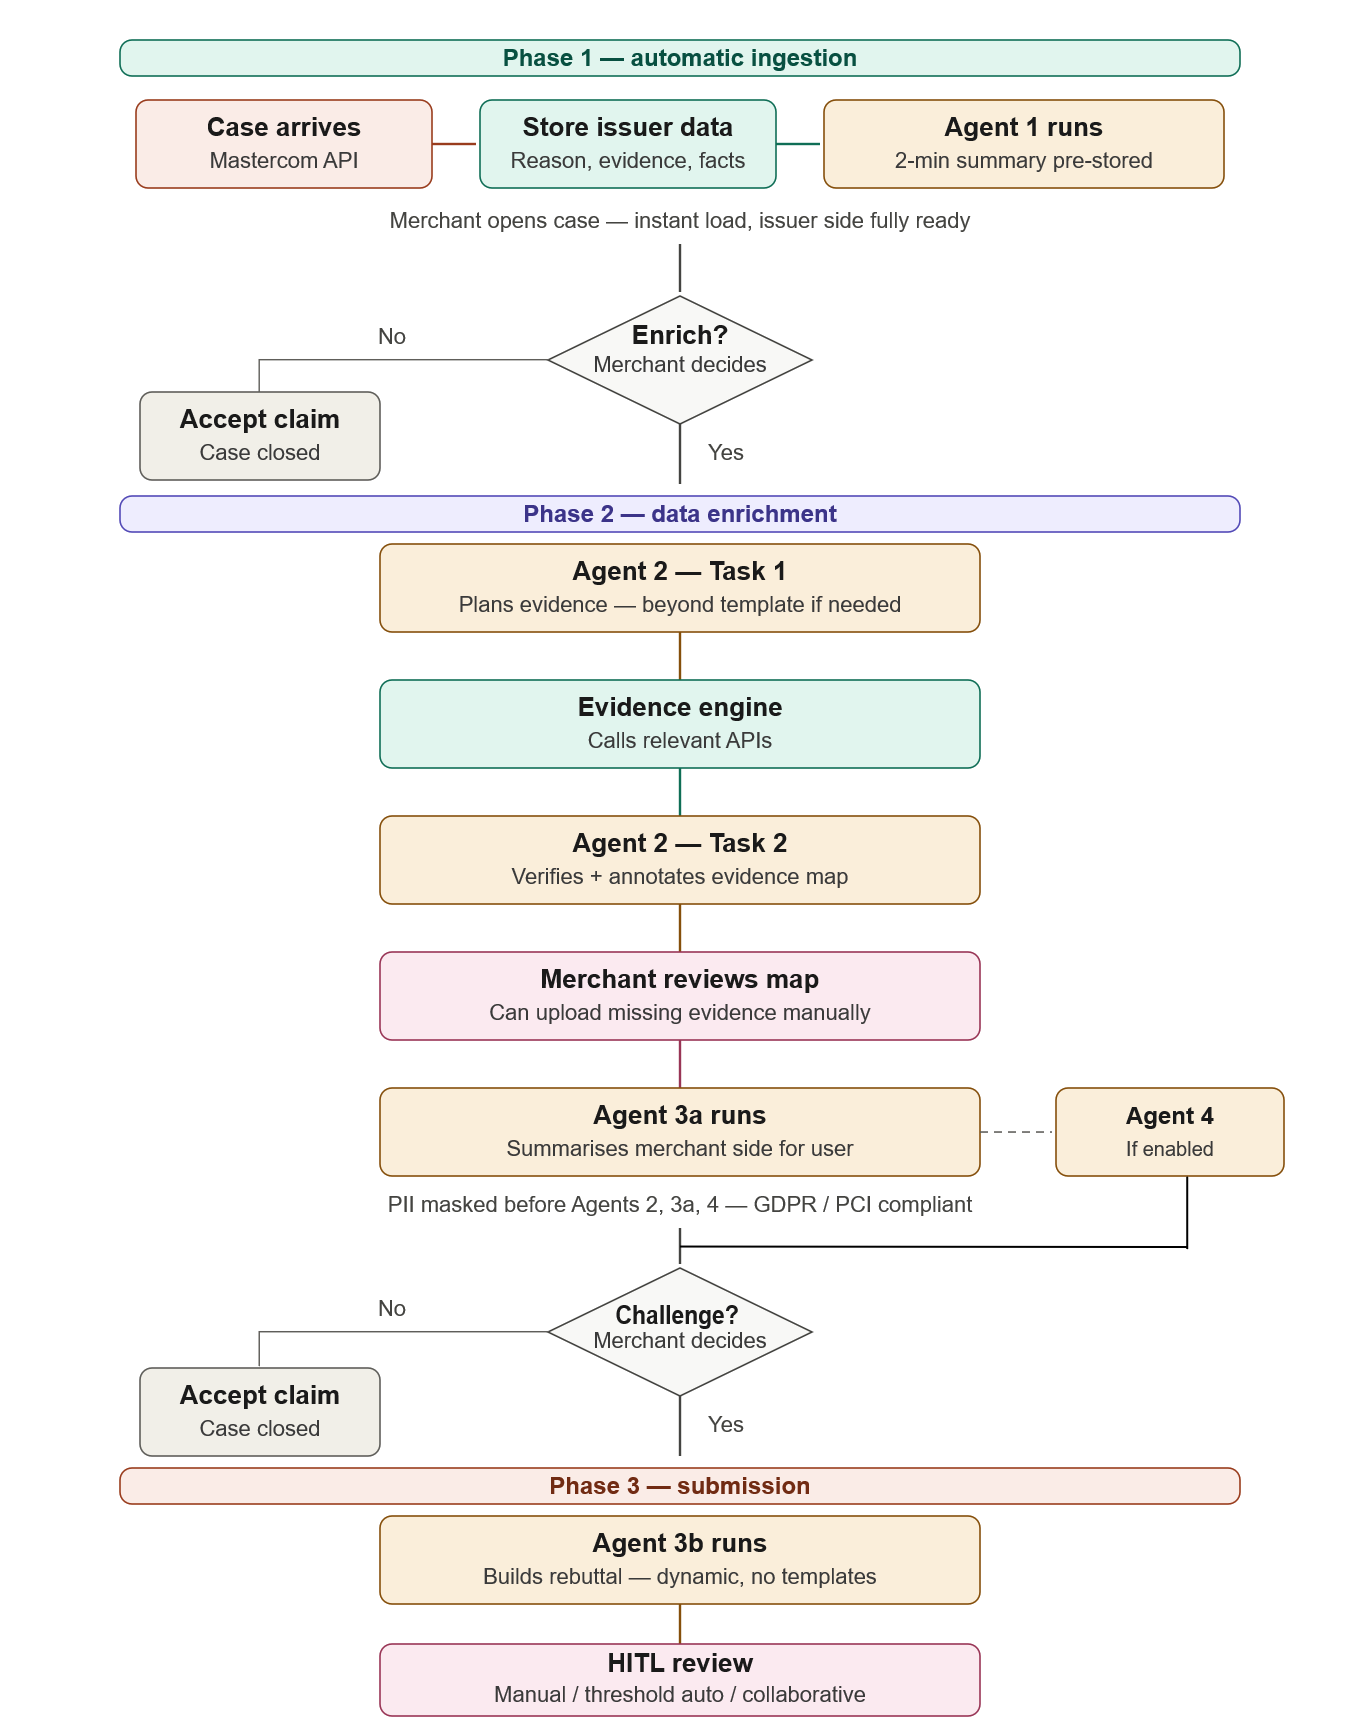 Phase 1 — automatic ingestion
Case arrives
Mastercom API
Store issuer data
Reason, evidence, facts
Agent 1 runs
2-min summary pre-stored
Merchant opens case — instant load, issuer side fully ready
Enrich?
Merchant decides
No
Accept claim
Case closed
Yes
Phase 2 — data enrichment
Agent 2 — Task 1
Plans evidence — beyond template if needed
Evidence engine
Calls relevant APIs
Agent 2 — Task 2
Verifies + annotates evidence map
Merchant reviews map
Can upload missing evidence manually
Agent 3a runs
Summarises merchant side for user
Agent 4
If enabled
PII masked before Agents 2, 3a, 4 — GDPR / PCI compliant
Challenge?
Merchant decides
No
Accept claim
Case closed
Yes
Phase 3 — submission
Agent 3b runs
Builds rebuttal — dynamic, no templates
HITL review
Manual / threshold auto / collaborative